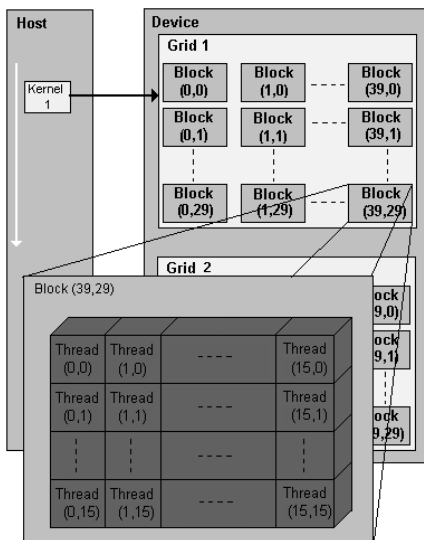 Host
Device
Grid 1
Kernel
1
Block
(0,0)
Block
(1,0)
Block
(39,0)
Block
(0,1)
Block
(1,1)
Block
(39,1)
Block
(0,29)
Block
(1,29)
Block
(39,29)
Grid 2
Block (39,29)
Thread
(0,0)
Thread
(1,0)
Thread
(15,0)
Thread
(0,1)
Thread
(1,1)
Thread
(15,1)
Thread
(0,15)
Thread
(1,15)
Thread
(15,15)